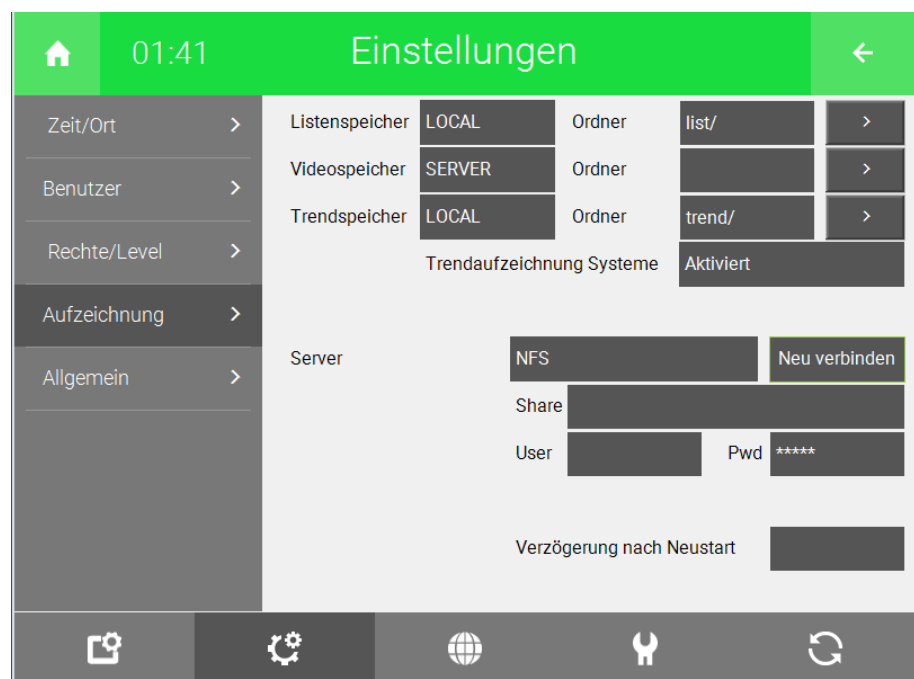 01:41 Einstellungen
Zeit/Ort
Benutzer
Rechte/Level
Aufzeichnung
Allgemein
Listenspeicher LOCAL Ordner list/
Videospeicher SERVER Ordner
Trendspeicher LOCAL Ordner trend/
Trendaufzeichnung Systeme Aktiviert
Server NFS Neu verbinden
Share
User Pwd *****
Verzögerung nach Neustart